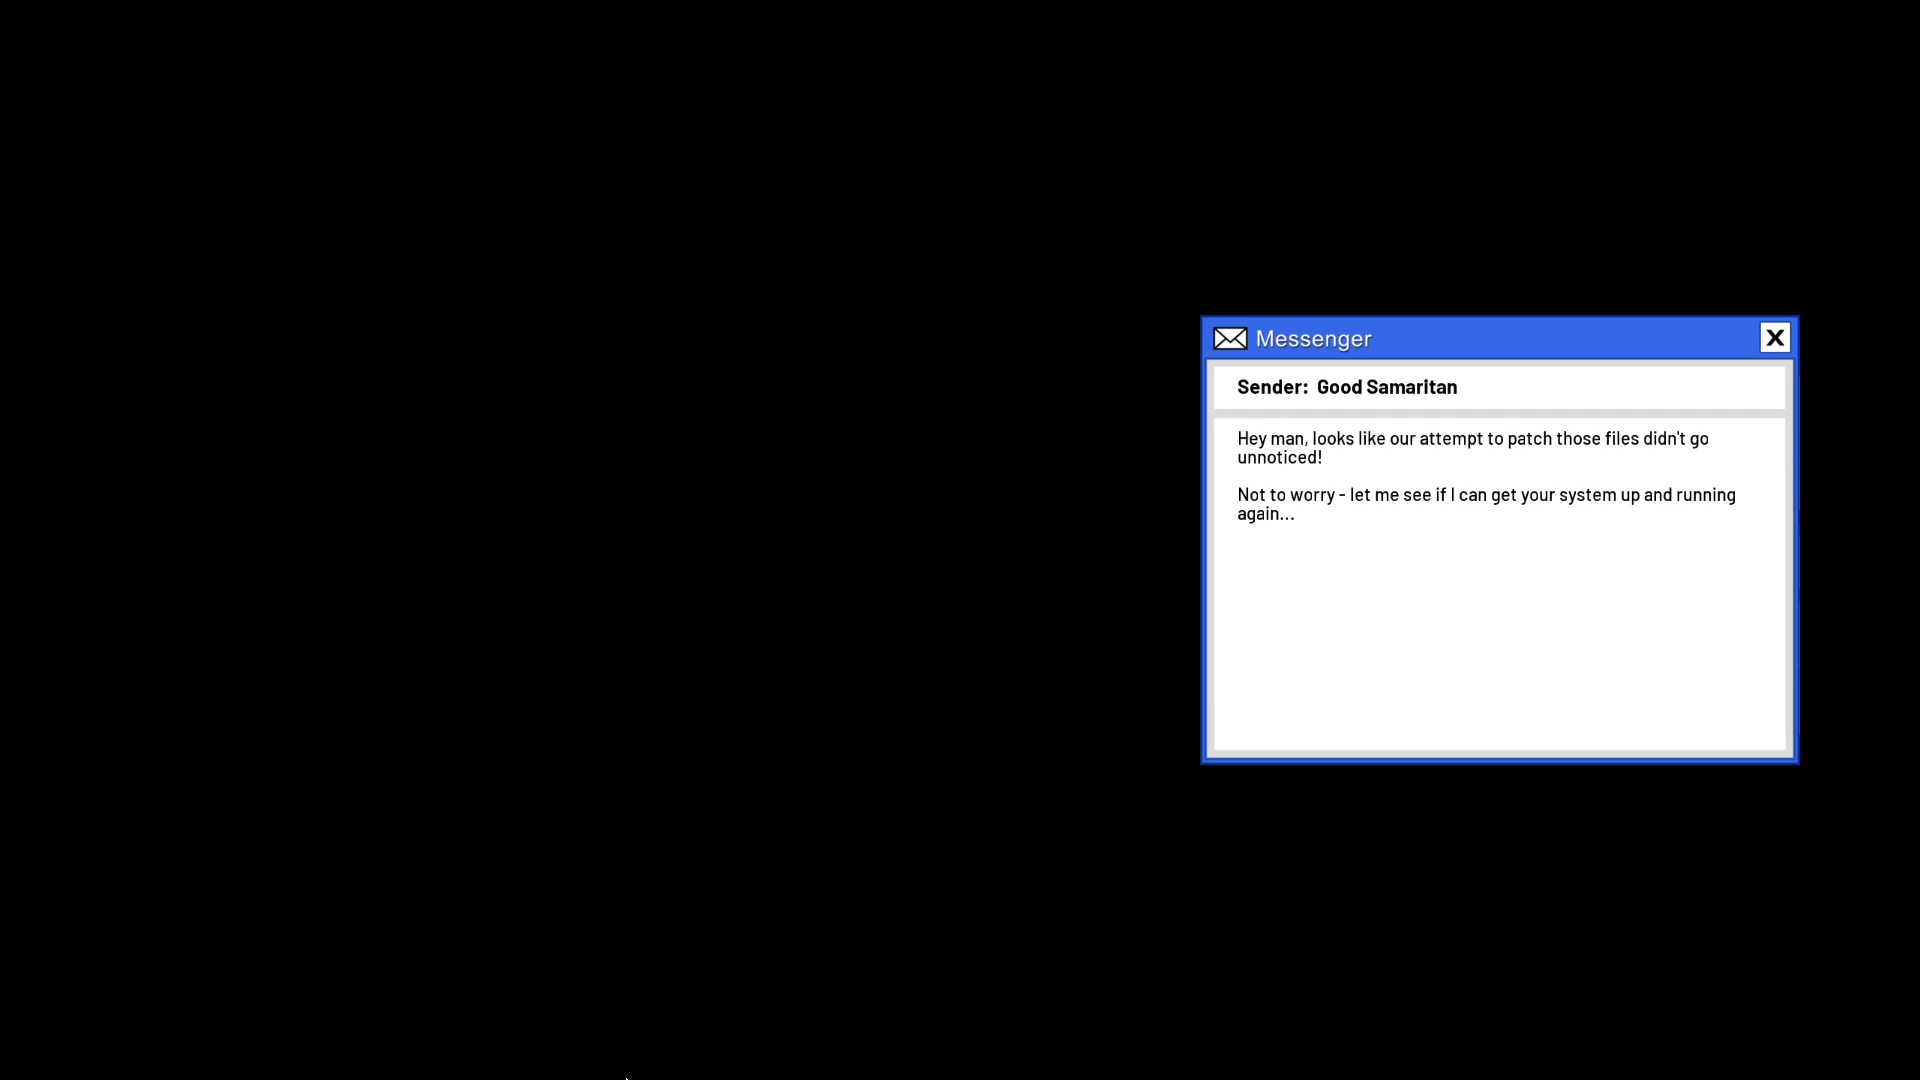 Messenger
X
Sender: Good Samaritan
Hey man, looks like our attempt to patch those files didn't go
unnoticed!
Not to worry - let me see if I can get your system up and running
again...